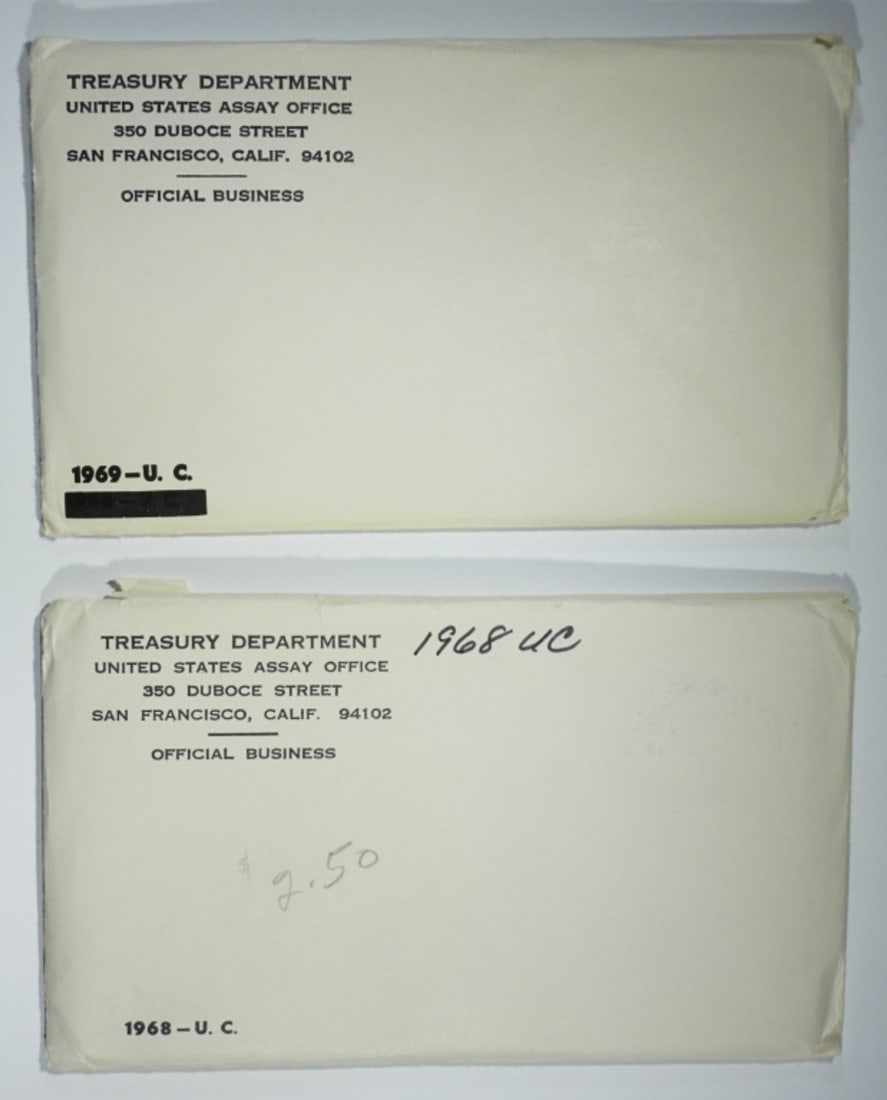 TREASURY DEPARTMENT
UNITED STATES ASSAY OFFICE
350 DUBOCE STREET
SAN FRANCISCO, CALIF. 94102
OFFICIAL BUSINESS
1969-U. C.
TREASURY DEPARTMENT
1968 UC
UNITED STATES ASSAY OFFICE
350 DUBOCE STREET
SAN FRANCISCO, CALIF. 94102
OFFICIAL BUSINESS
$2.50
1968-U. C.